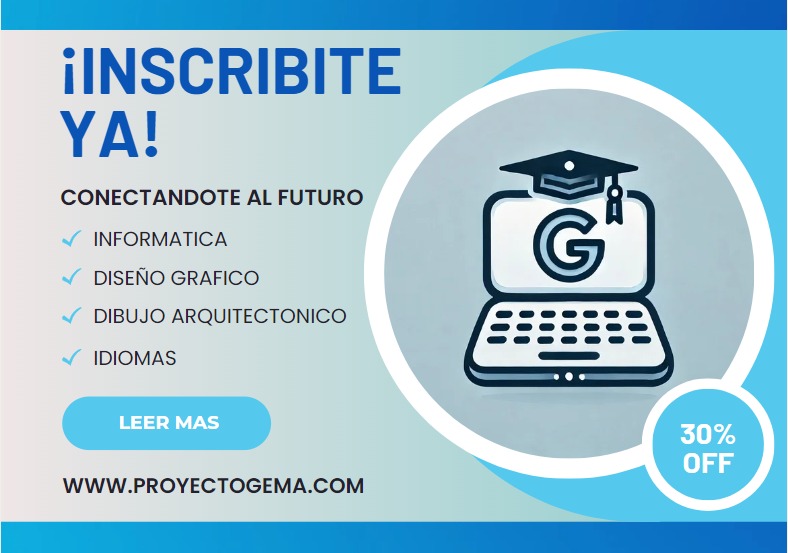 ¡INSCRIBITE
YA!
CONECTANDOTE AL FUTURO
INFORMATICA
DISEÑO GRAFICO
DIBUJO ARQUITECTONICO
IDIOMAS
LEER MAS
WWW.PROYECTOGEMA.COM
G
30%
OFF